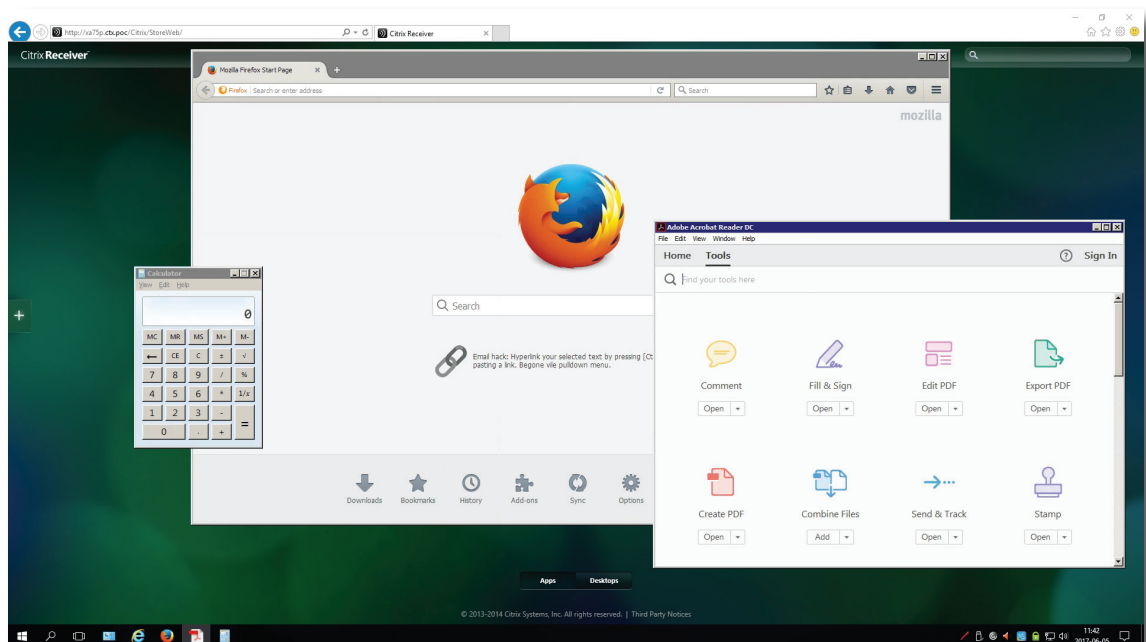 http://xa75p.ctx.poc/Citrix/StoreWeb/
Citrix Receiver
Citrix Receiver
Mozilla Firefox Start Page
Firefox
Search or enter address
Search
mozilla
Search
Email hack: Hyperlink your selected text by pressing [Ct
pasting a link. Begone vile pulldown menu.
Downloads
Bookmarks
History
Add-ons
Sync
Options
Calculator
View Edit Help
0
MC MR MS M+ M-
← CE C ± √
7 8 9 / %
4 5 6 * 1/x
1 2 3 - =
0 . +
Adobe Acrobat Reader DC
File Edit View Window Help
Home Tools
Sign In
Find your tools here
Comment
Open
Fill & Sign
Open
Edit PDF
Open
Export PDF
Open
Create PDF
Open
Combine Files
Add
Send & Track
Open
Stamp
Open
Apps Desktops
© 2013-2014 Citrix Systems, Inc. All rights reserved. | Third Party Notices
11:42
2017-06-05